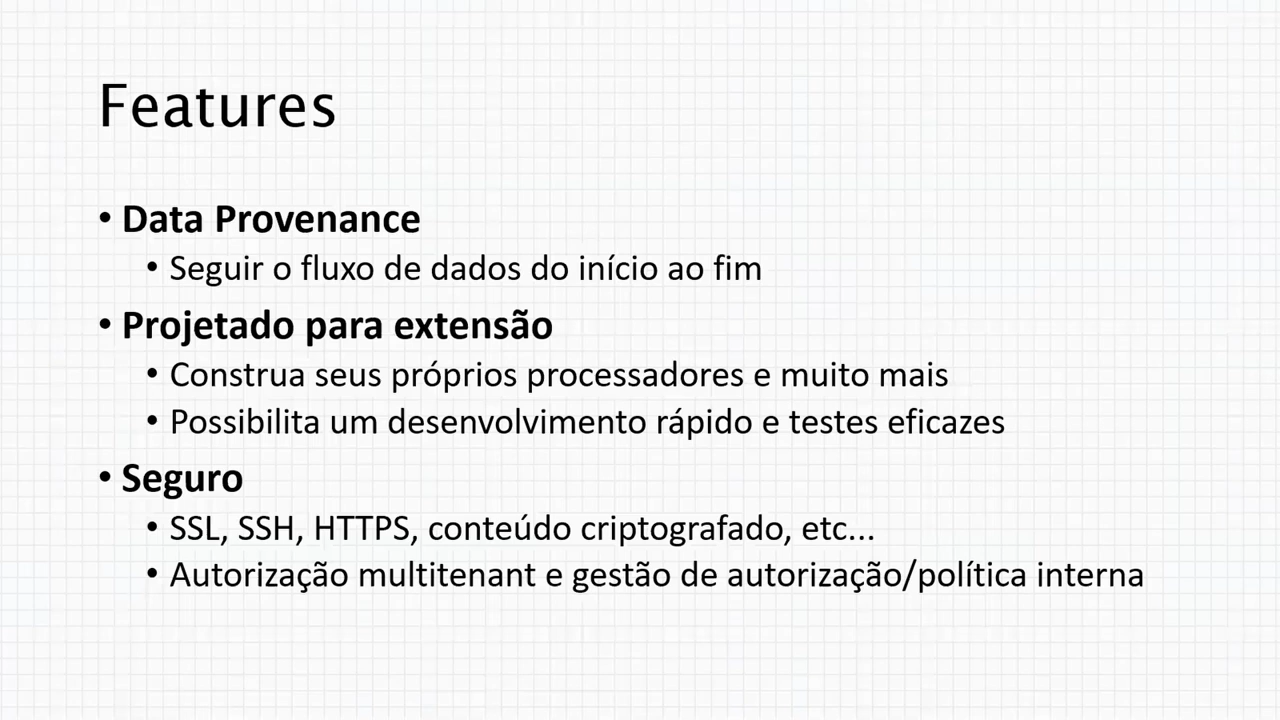 Features
• Data Provenance
• Seguir o fluxo de dados do início ao fim
• Projetado para extensão
• Construa seus próprios processadores e muito mais
• Possibilita um desenvolvimento rápido e testes eficazes
• Seguro
• SSL, SSH, HTTPS, conteúdo criptografado, etc...
• Autorização multitenant e gestão de autorização/política interna